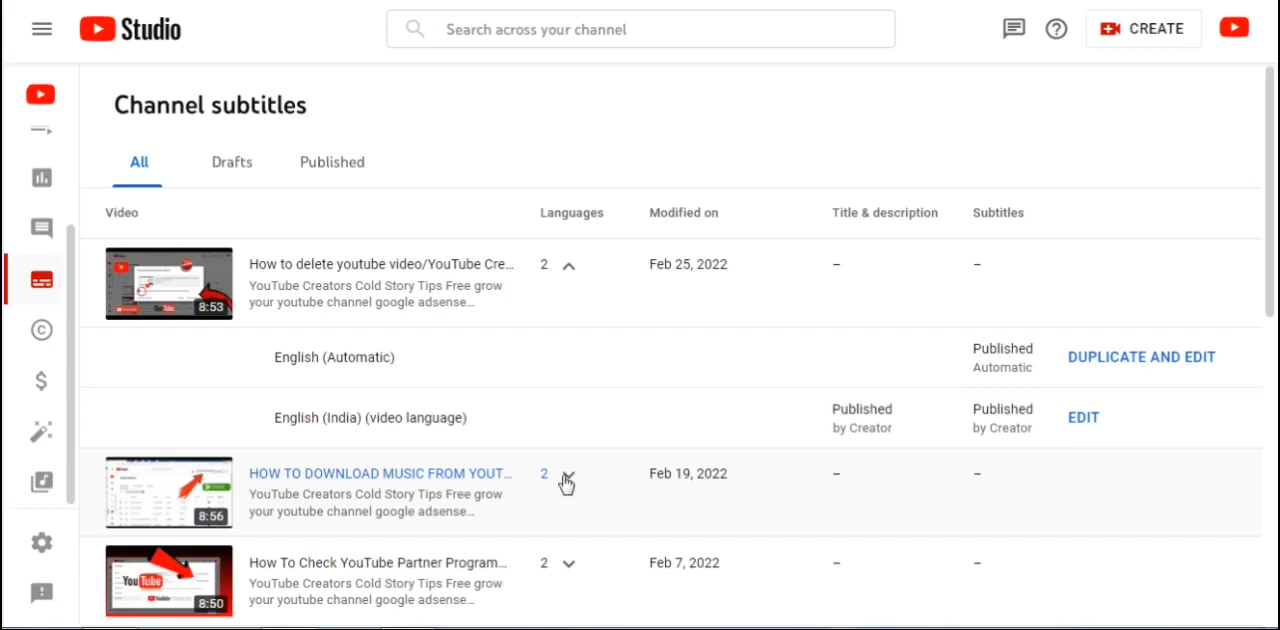 Studio
Search across your channel
CREATE
Channel subtitles
All
Drafts
Published
Video
Languages
Modified on
Title & description
Subtitles
8:53
How to delete youtube video/YouTube Cre...
YouTube Creators Cold Story Tips Free grow
your youtube channel google adsense...
2
Feb 25, 2022
–
–
English (Automatic)
Published
Automatic
DUPLICATE AND EDIT
English (India) (video language)
Published
by Creator
Published
by Creator
EDIT
8:56
HOW TO DOWNLOAD MUSIC FROM YOUT...
YouTube Creators Cold Story Tips Free grow
your youtube channel google adsense...
2
Feb 19, 2022
–
–
You Tube
8:50
How To Check YouTube Partner Program...
YouTube Creators Cold Story Tips Free grow
your youtube channel google adsense...
2
Feb 7, 2022
–
–